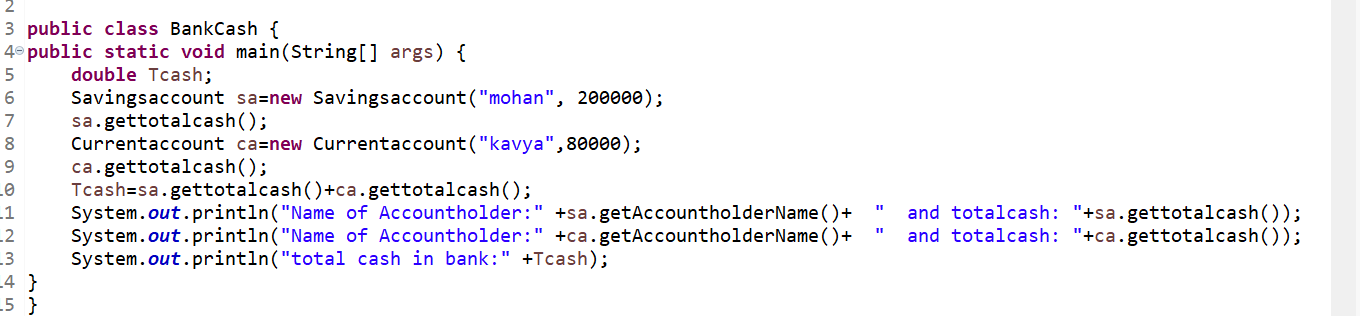 2
3 public class BankCash {
4 public static void main(String[] args) {
5     double Tcash;
6     Savingsaccount sa=new Savingsaccount("mohan", 200000);
7     sa.gettotalcash();
8     Currentaccount ca=new Currentaccount("kavya",80000);
9     ca.gettotalcash();
.0     Tcash=sa.gettotalcash()+ca.gettotalcash();
.1     System.out.println("Name of Accountholder:" +sa.getAccountholderName()+  "  and totalcash: "+sa.gettotalcash());
.2     System.out.println("Name of Accountholder:" +ca.getAccountholderName()+  "  and totalcash: "+ca.gettotalcash());
.3     System.out.println("total cash in bank:" +Tcash);
.4 }
.5 }